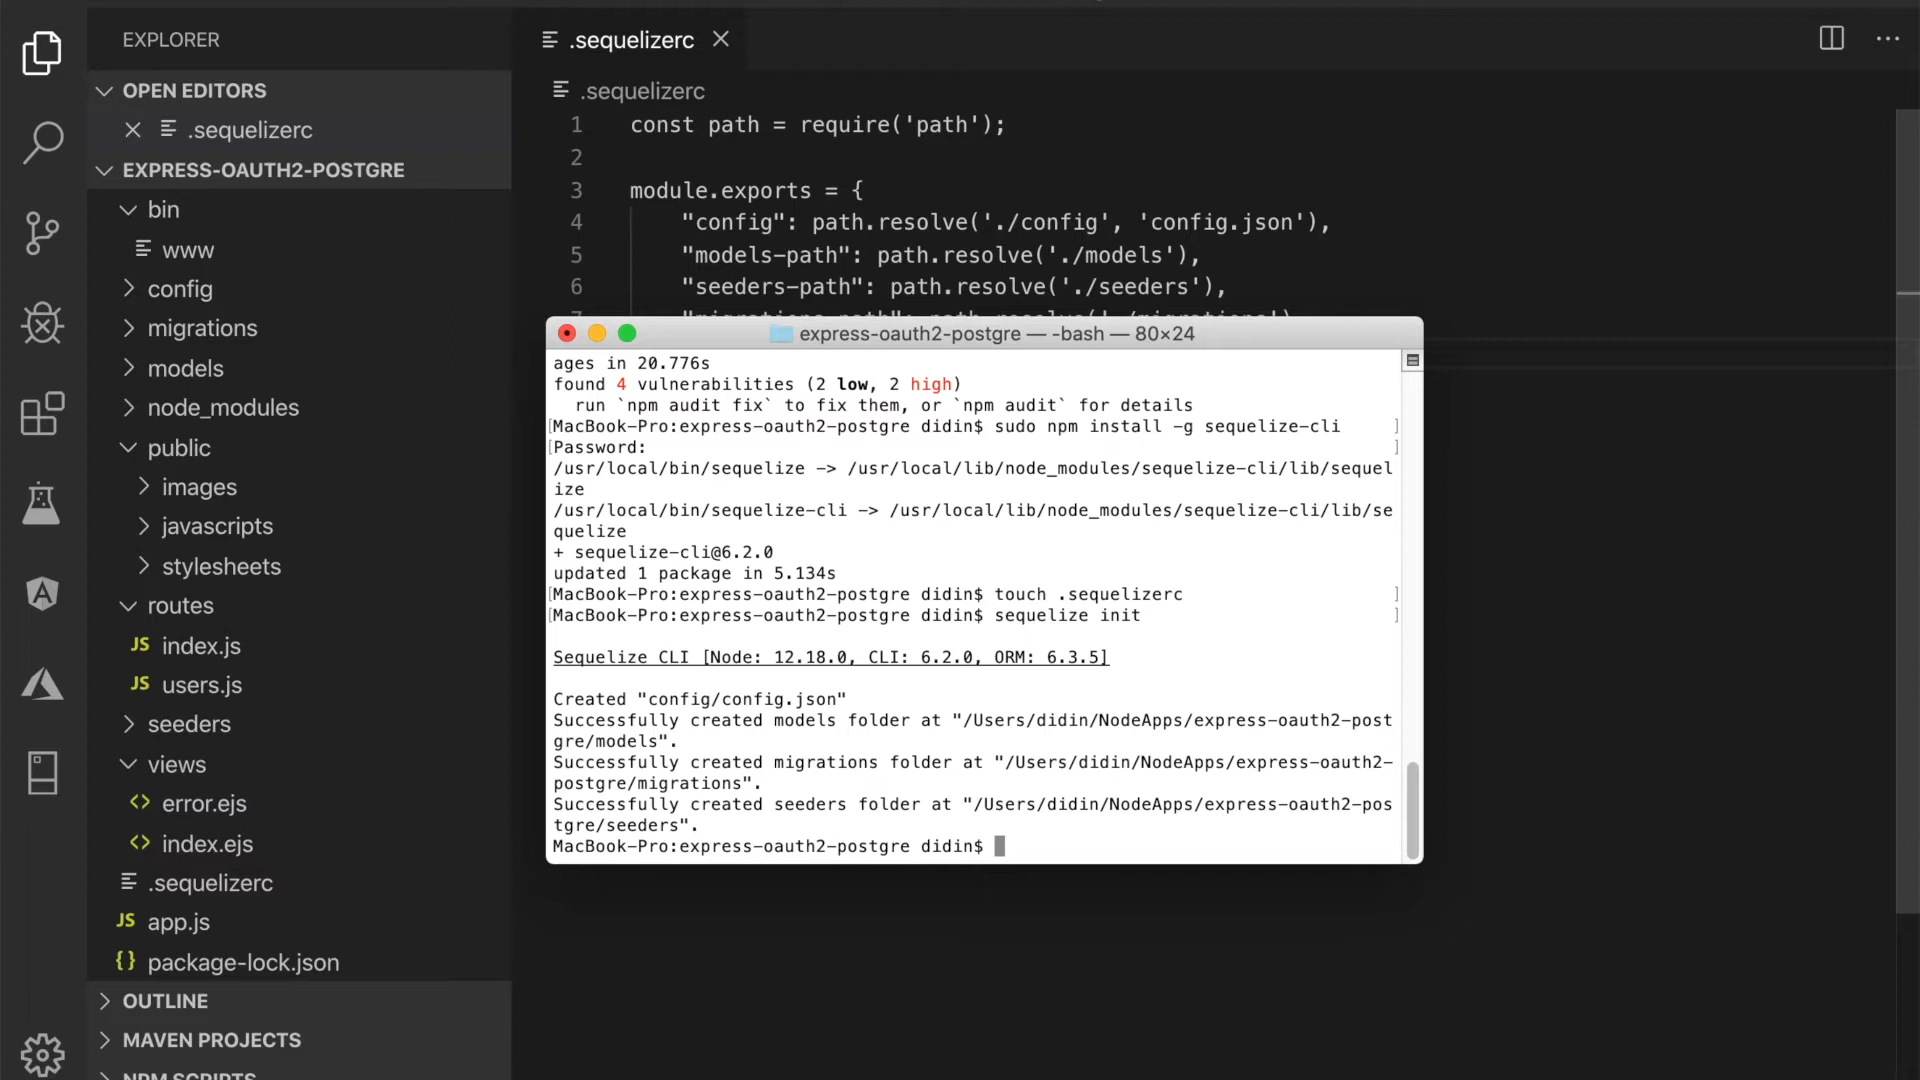 EXPLORER
OPEN EDITORS
.sequelizerc
EXPRESS-OAUTH2-POSTGRE
bin
www
config
migrations
models
node_modules
public
images
javascripts
stylesheets
routes
JS index.js
JS users.js
seeders
views
<> error.ejs
<> index.ejs
.sequelizerc
JS app.js
{} package-lock.json
OUTLINE
MAVEN PROJECTS
NPM SCRIPTS
.sequelizerc
.sequelizerc
1 const path = require('path');
2
3 module.exports = {
4 "config": path.resolve('./config', 'config.json'),
5 "models-path": path.resolve('./models'),
6 "seeders-path": path.resolve('./seeders'),
7 "migrations-path": path.resolve('./migrations')
express-oauth2-postgre — -bash — 80×24
ages in 20.776s
found 4 vulnerabilities (2 low, 2 high)
run `npm audit fix` to fix them, or `npm audit` for details
[MacBook-Pro:express-oauth2-postgre didin$ sudo npm install -g sequelize-cli ]
[Password: ]
/usr/local/bin/sequelize -> /usr/local/lib/node_modules/sequelize-cli/lib/sequel
ize
/usr/local/bin/sequelize-cli -> /usr/local/lib/node_modules/sequelize-cli/lib/se
quelize
+ sequelize-cli@6.2.0
updated 1 package in 5.134s
[MacBook-Pro:express-oauth2-postgre didin$ touch .sequelizerc ]
[MacBook-Pro:express-oauth2-postgre didin$ sequelize init ]
Sequelize CLI [Node: 12.18.0, CLI: 6.2.0, ORM: 6.3.5]
Created "config/config.json"
Successfully created models folder at "/Users/didin/NodeApps/express-oauth2-post
gre/models".
Successfully created migrations folder at "/Users/didin/NodeApps/express-oauth2-
postgre/migrations".
Successfully created seeders folder at "/Users/didin/NodeApps/express-oauth2-pos
tgre/seeders".
MacBook-Pro:express-oauth2-postgre didin$